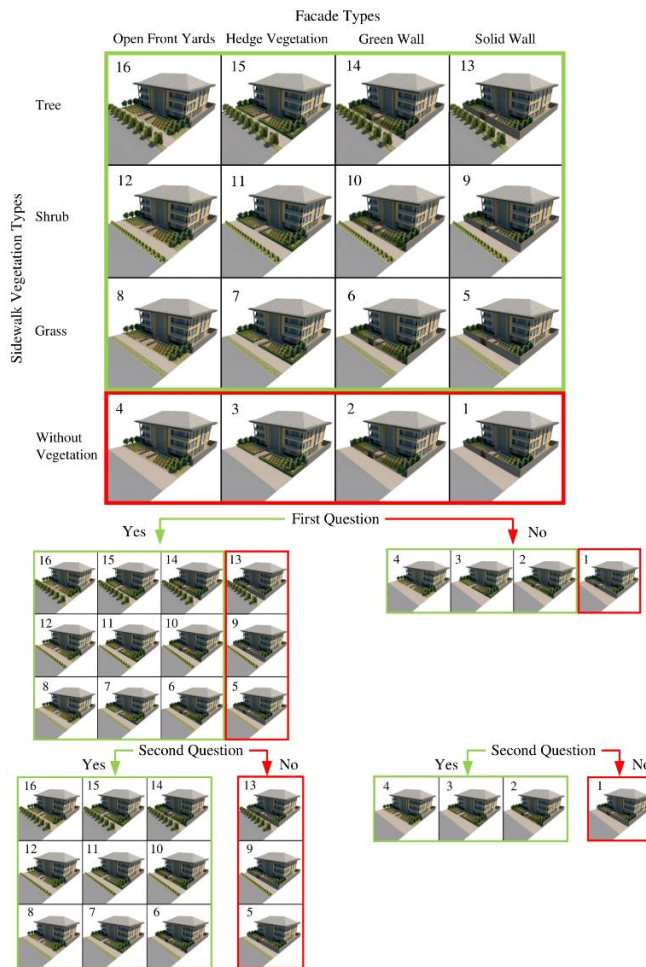 Facade Types
Open Front Yards Hedge Vegetation Green Wall Solid Wall
Sidewalk Vegetation Types
Tree
16 15 14 13
Shrub
12 11 10 9
Grass
8 7 6 5
Without
Vegetation
4 3 2 1
First Question
Yes No
16 15 14 13
12 11 10 9
8 7 6 5
4 3 2 1
Second Question
Yes No
16 15 14 13
12 11 10 9
8 7 6 5
Second Question
Yes No
4 3 2 1